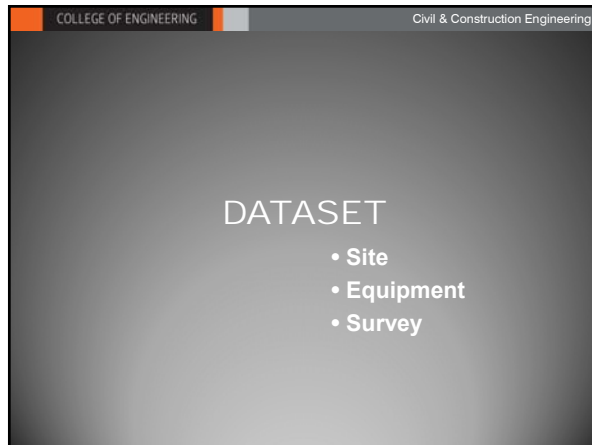 COLLEGE OF ENGINEERING
Civil & Construction Engineering
DATASET
• Site
• Equipment
• Survey